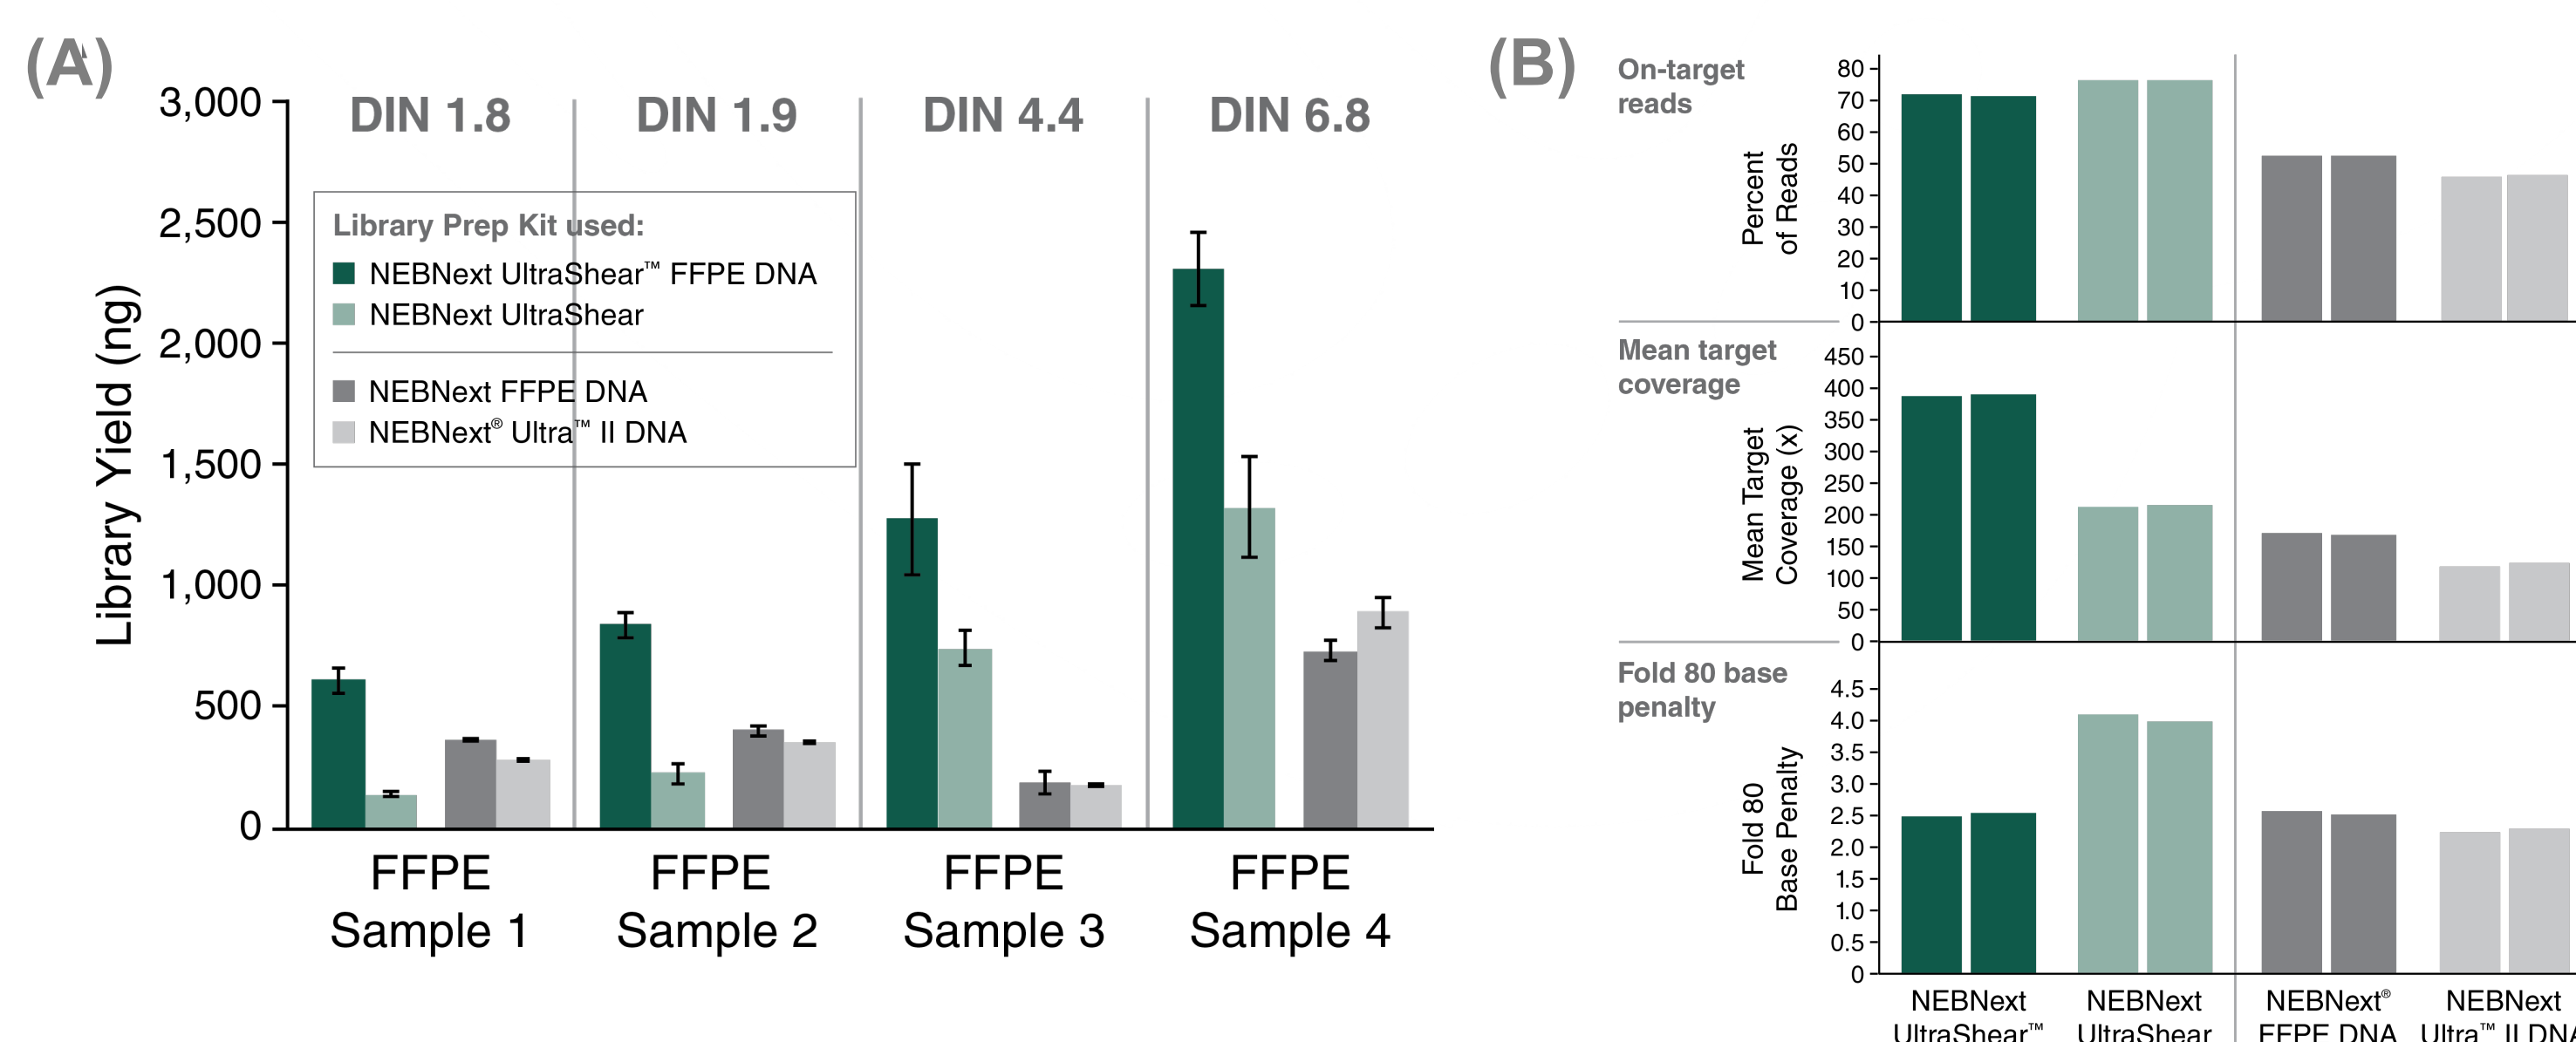 (A)
3,000
2,500
2,000
1,500
1,000
500
0
Library Yield (ng)
DIN 1.8
DIN 1.9
DIN 4.4
DIN 6.8
Library Prep Kit used:
NEBNext UltraShear™ FFPE DNA
NEBNext UltraShear
NEBNext FFPE DNA
NEBNext® Ultra™ II DNA
FFPE
Sample 1
FFPE
Sample 2
FFPE
Sample 3
FFPE
Sample 4
(B)
On-target
reads
Percent
of Reads
80
70
60
50
40
30
20
10
0
Mean target
coverage
Mean Target
Coverage (x)
450
400
350
300
250
200
150
100
50
0
Fold 80 base
penalty
Fold 80
Base Penalty
4.5
4.0
3.5
3.0
2.5
2.0
1.5
1.0
0.5
0
NEBNext
UltraShear™
NEBNext
UltraShear
NEBNext®
FFPE DNA
NEBNext
Ultra™ II DNA